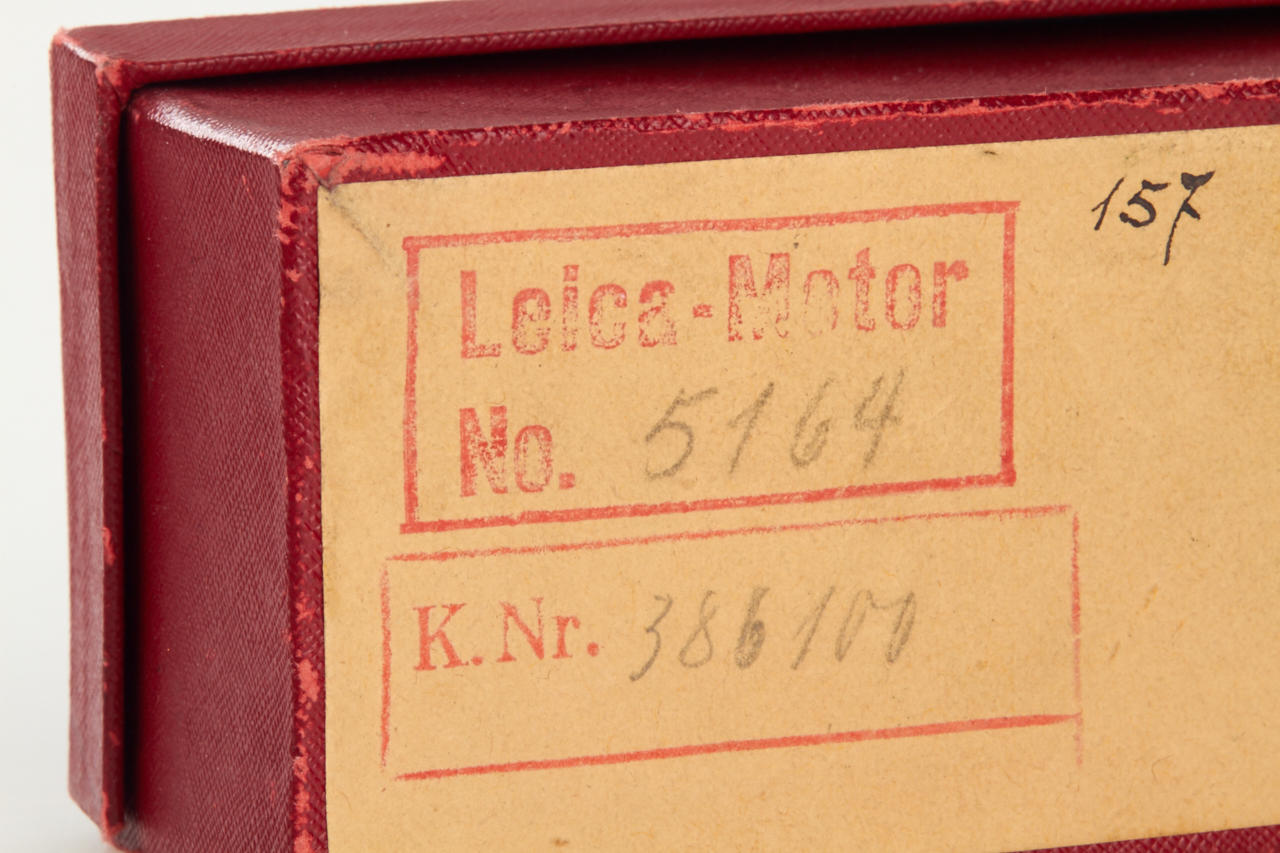 157
Leica-Motor
No. 5164
K. Nr. 386100